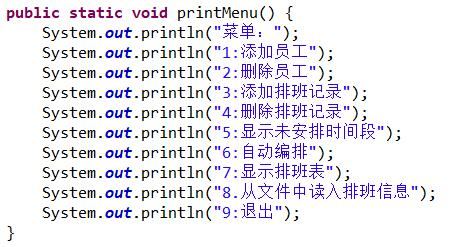 public static void printMenu() {
    System.out.println("菜单：");
    System.out.println("1:添加员工");
    System.out.println("2:删除员工");
    System.out.println("3:添加排班记录");
    System.out.println("4:删除排班记录");
    System.out.println("5:显示未安排时间段");
    System.out.println("6:自动编排");
    System.out.println("7:显示排班表");
    System.out.println("8.从文件中读入排班信息");
    System.out.println("9:退出");
}